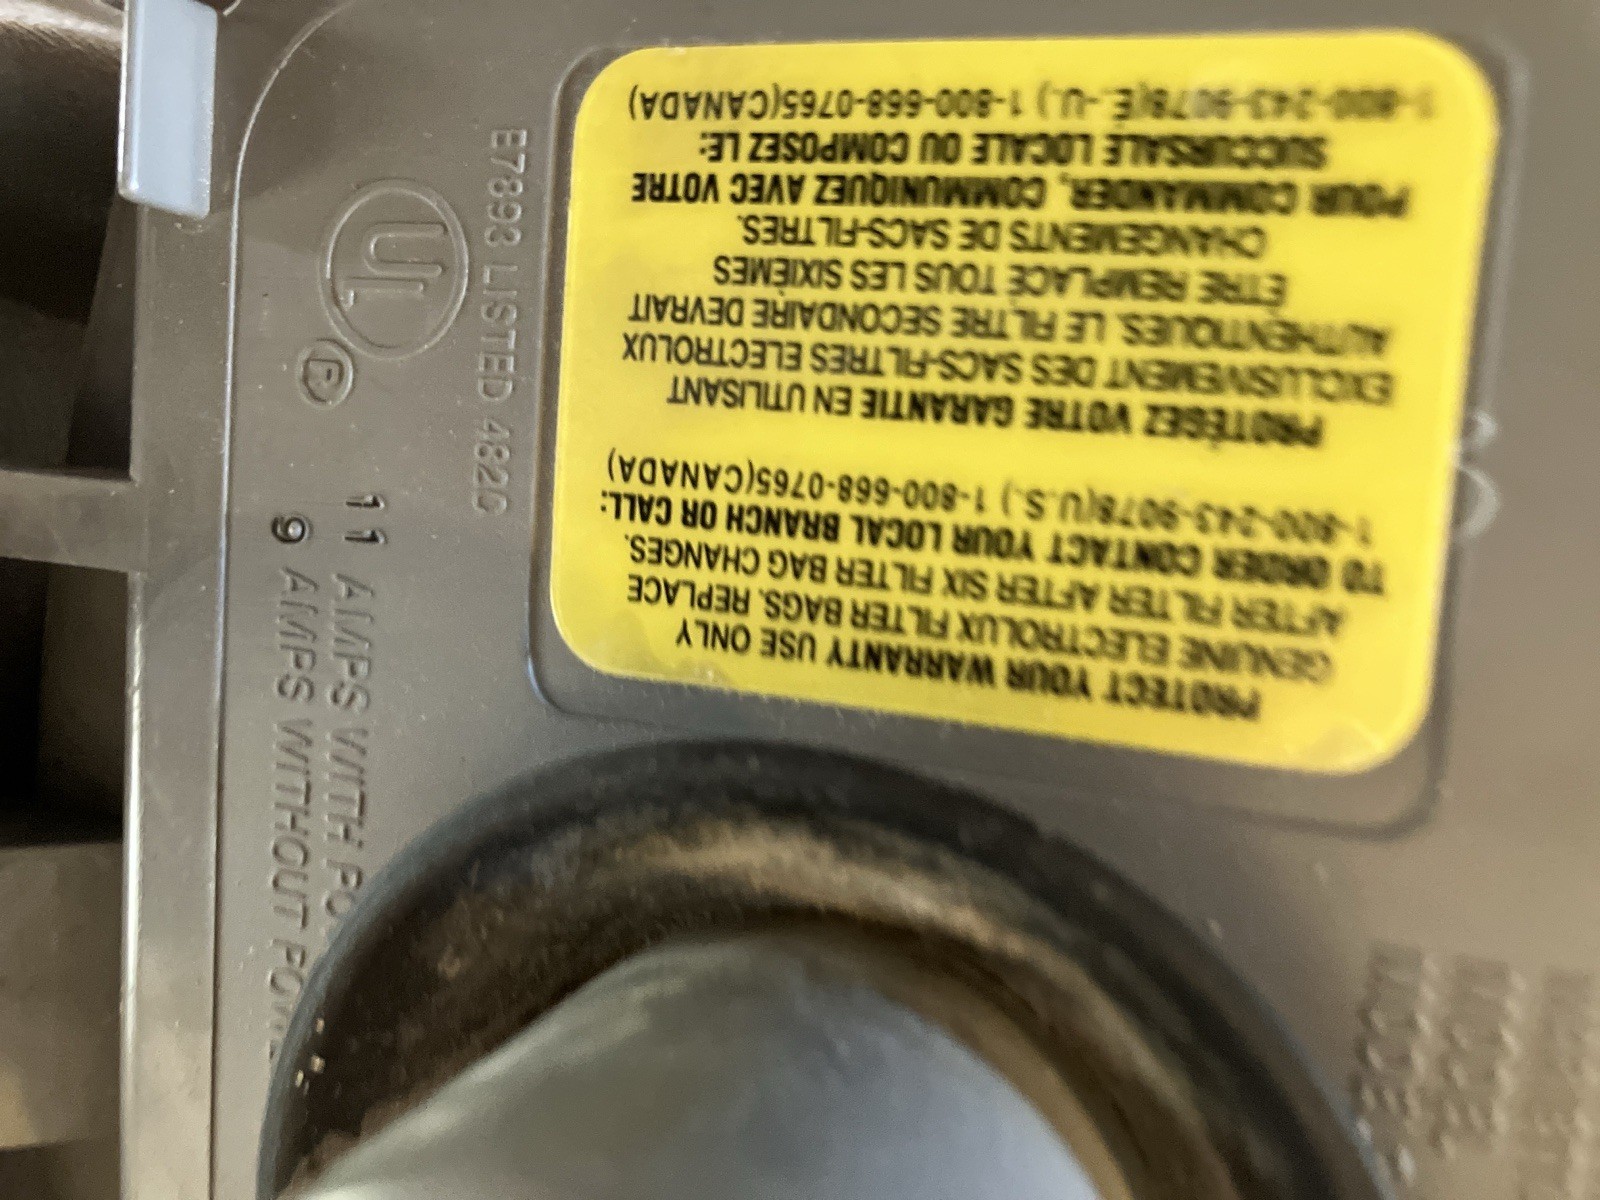 PROTECT YOUR WARRANTY USE ONLY
GENUINE ELECTROLUX FILTER BAGS. REPLACE
AFTER FILTER AFTER SIX FILTER BAG CHANGES.
TO ORDER CONTACT YOUR LOCAL BRANCH OR CALL:
1-800-243-9078(U.S.) 1-800-668-0765(CANADA)
PROTÉGEZ VOTRE GARANTIE EN UTILISANT
EXCLUSIVEMENT DES SACS-FILTRES ELECTROLUX
AUTHENTIQUES. LE FILTRE SECONDAIRE DEVRAIT
ÊTRE REMPLACÉ TOUS LES SIXIÈMES
CHANGEMENTS DE SACS-FILTRES.
POUR COMMANDER, COMMUNIQUEZ AVEC VOTRE
SUCCURSALE LOCALE OU COMPOSEZ LE:
1-800-243-9078(E.-U.) 1-800-668-0765(CANADA)
E7893 LISTED 482D
UL
R
11 AMPS WITH PO
9 AMPS WITHOUT POWE